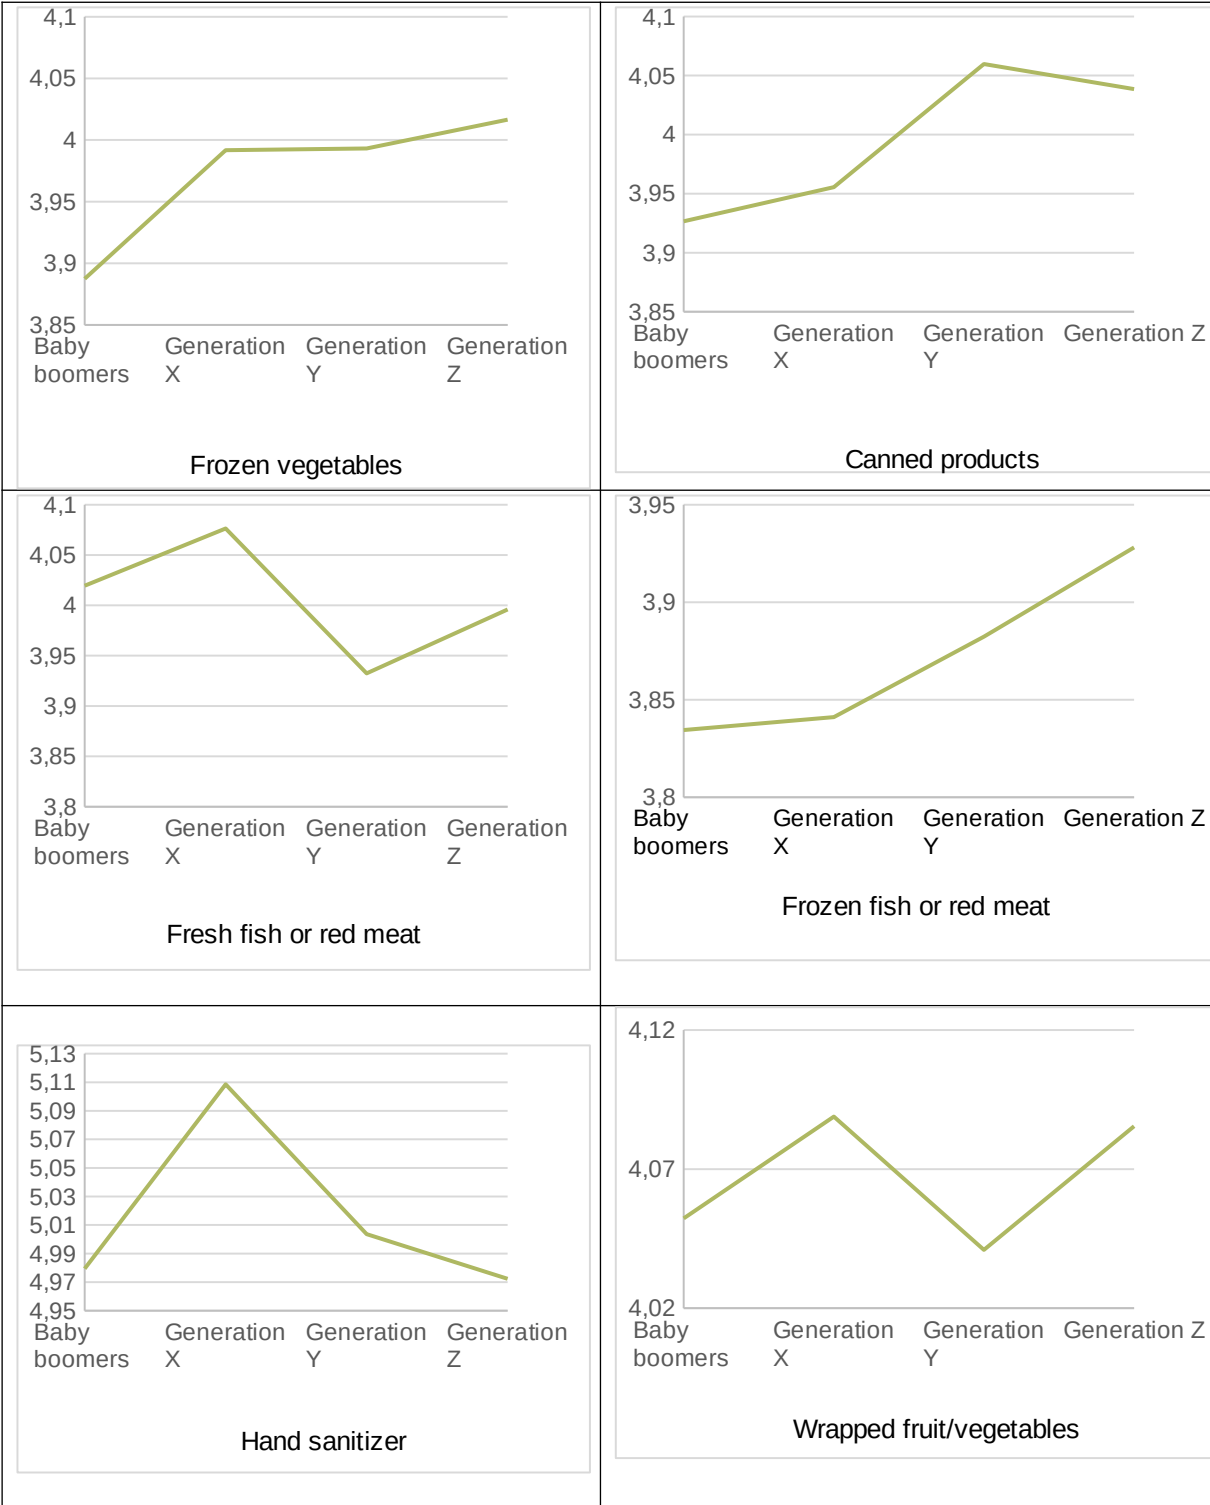 4,1
4,05
4
3,95
3,9
3,85
Baby boomers
Generation X
Generation Y
Generation Z
Frozen vegetables
4,1
4,05
4
3,95
3,9
3,85
Baby boomers
Generation X
Generation Y
Generation Z
Canned products
4,1
4,05
4
3,95
3,9
3,85
3,8
Baby boomers
Generation X
Generation Y
Generation Z
Fresh fish or red meat
3,95
3,9
3,85
3,8
Baby boomers
Generation X
Generation Y
Generation Z
Frozen fish or red meat
5,13
5,11
5,09
5,07
5,05
5,03
5,01
4,99
4,97
4,95
Baby boomers
Generation X
Generation Y
Generation Z
Hand sanitizer
4,12
4,07
4,02
Baby boomers
Generation X
Generation Y
Generation Z
Wrapped fruit/vegetables